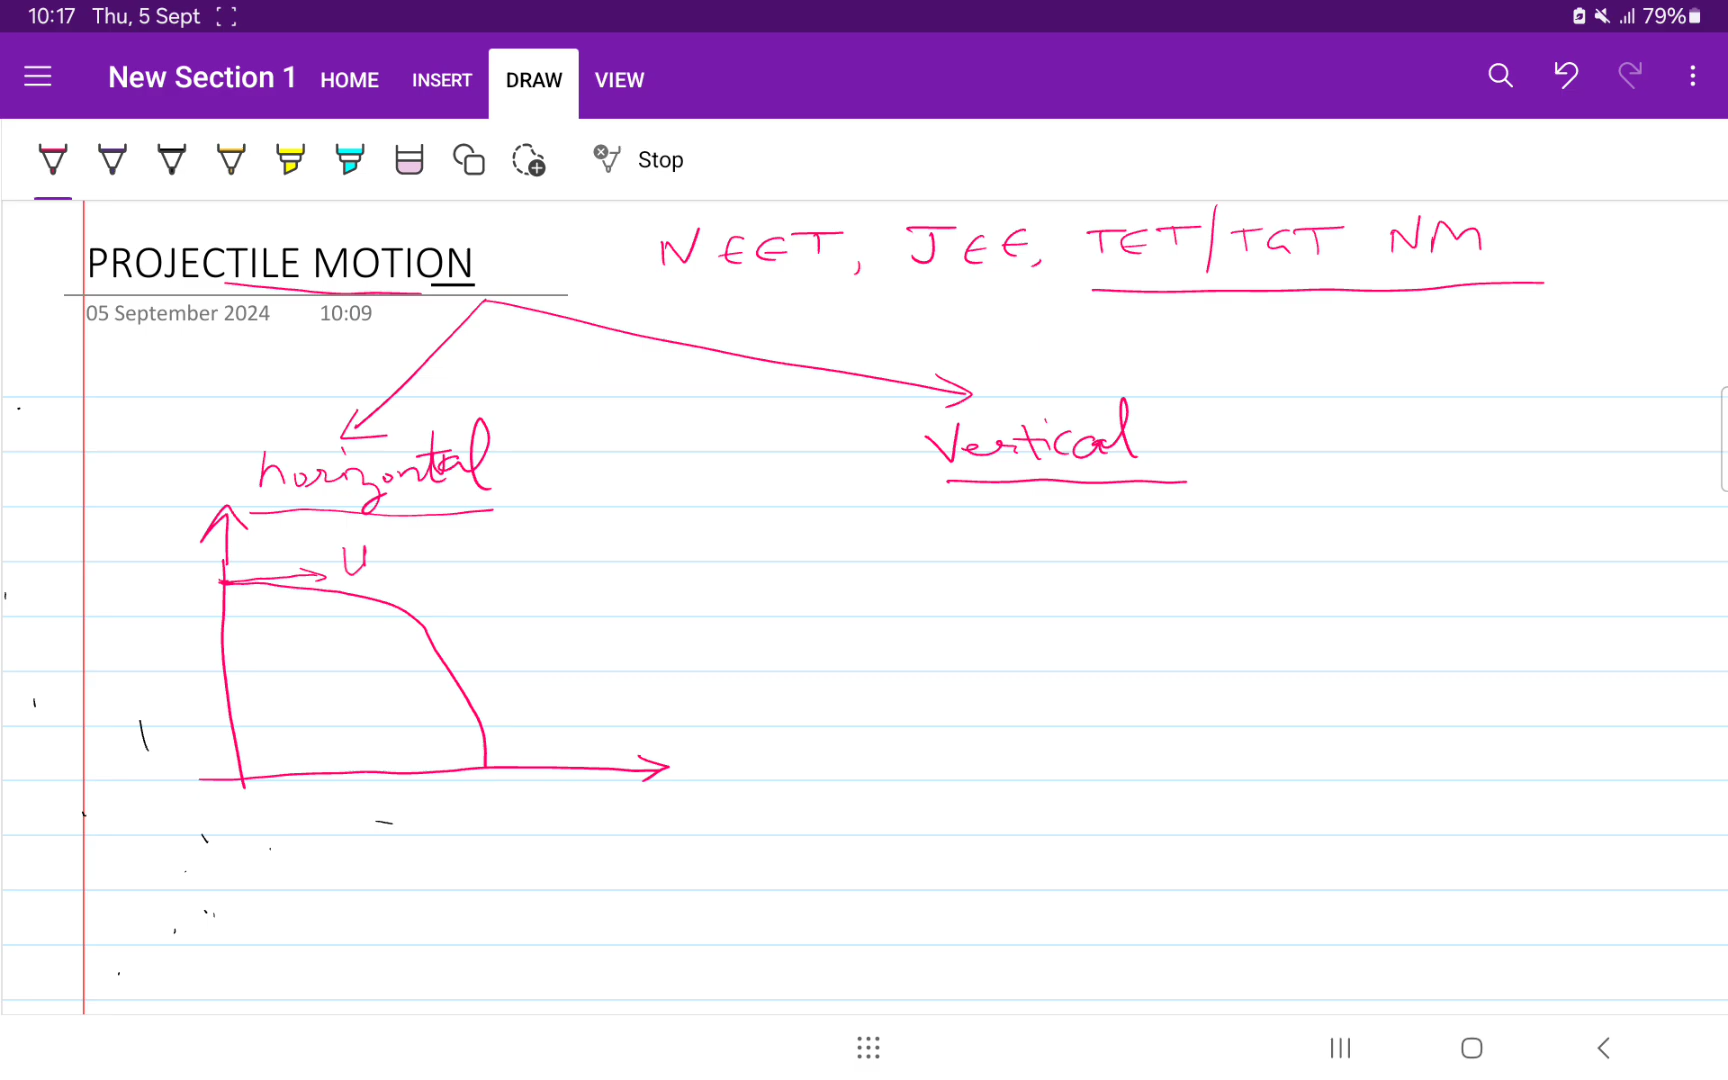 10:17 Thu, 5 Sept 79%
New Section 1 HOME INSERT DRAW VIEW
Stop
NEET, JEE, TET/TGT NM
PROJECTILE MOTION
05 September 2024 10:09
horizontal
Vertical
U